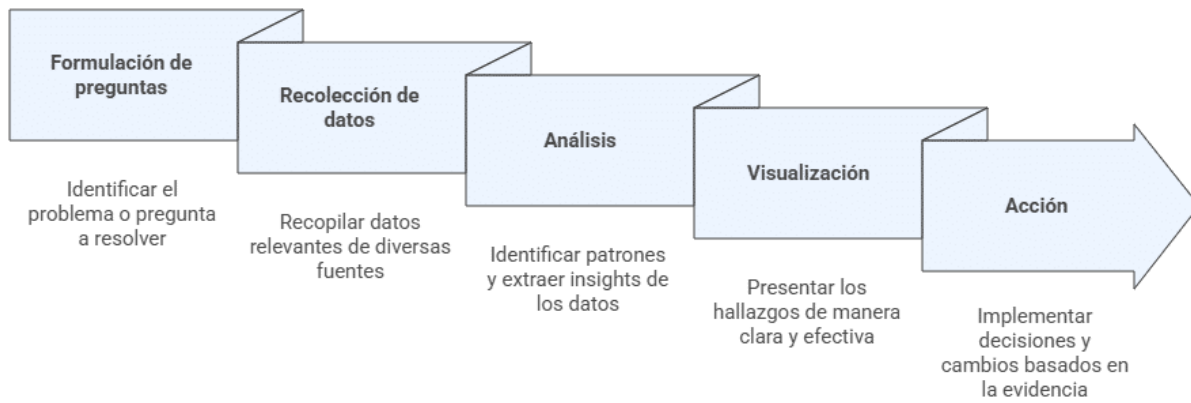 Formulación de
preguntas
Identificar el
problema o pregunta
a resolver
Recolección de
datos
Recopilar datos
relevantes de diversas
fuentes
Análisis
Identificar patrones
y extraer insights de
los datos
Visualización
Presentar los
hallazgos de manera
clara y efectiva
Acción
Implementar
decisiones y
cambios basados en
la evidencia